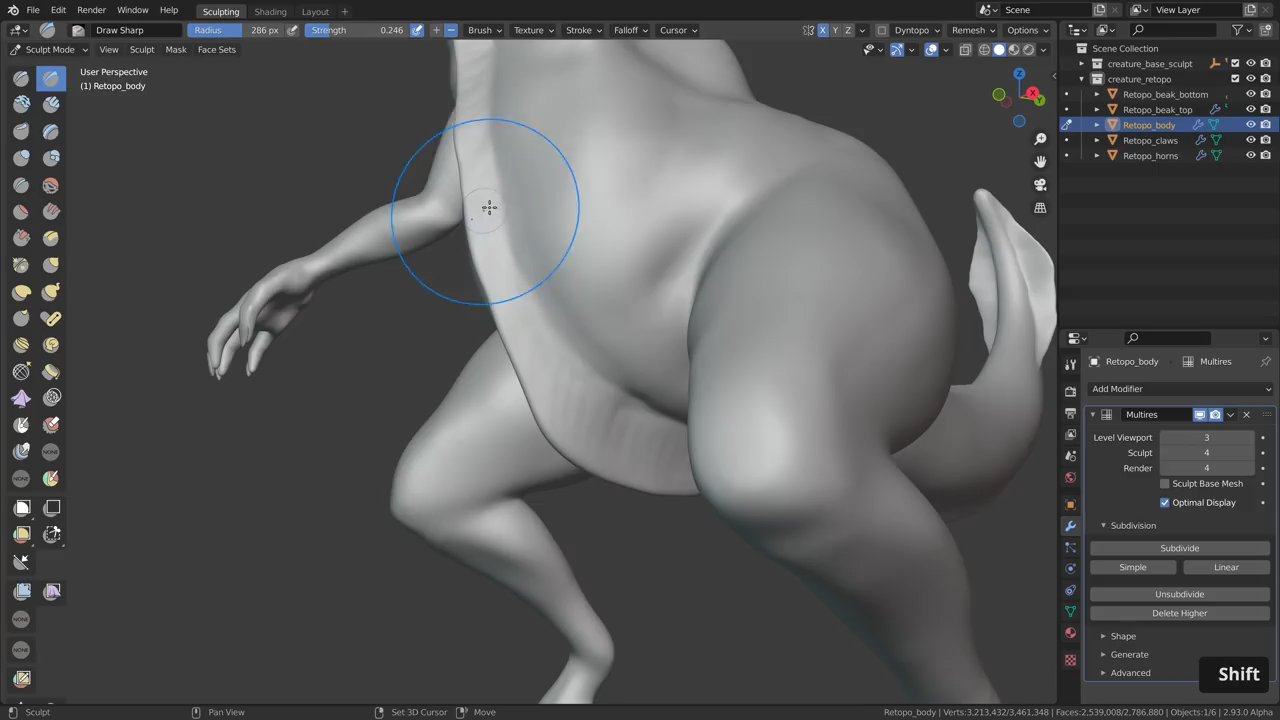 File Edit Render Window Help Sculpting Shading Layout + Scene View Layer
Draw Sharp Radius 286 px Strength 0.246 + − Brush Texture Stroke Falloff Cursor X Y Z Dyntopo Remesh Options
Sculpt Mode View Sculpt Mask Face Sets
Scene Collection
creature_base_sculpt
creature_retopo
Retopo_beak_bottom
Retopo_beak_top
Retopo_body
Retopo_claws
Retopo_horns
User Perspective
(1) Retopo_body
Z
X
Y
NONE
NONE
NONE
NONE
Retopo_body Multires
Add Modifier
Multires
Level Viewport 3
Sculpt 4
Render 4
Sculpt Base Mesh
Optimal Display
Subdivision
Subdivide
Simple Linear
Unsubdivide
Delete Higher
Shape
Generate
Advanced
Shift
Sculpt Pan View Set 3D Cursor Move Retopo_body | Verts:3,213,432/3,461,348 | Faces:2,539,008/2,786,880 | Objects:1/6 | 2.93.0 Alpha